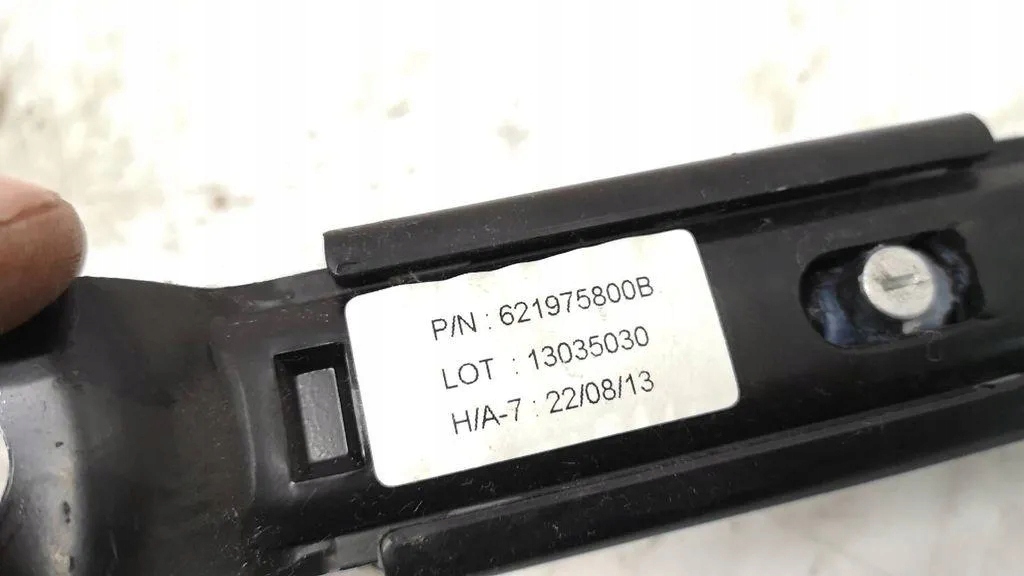 P/N : 621975800B
LOT : 13035030
H/A-7 : 22/08/13